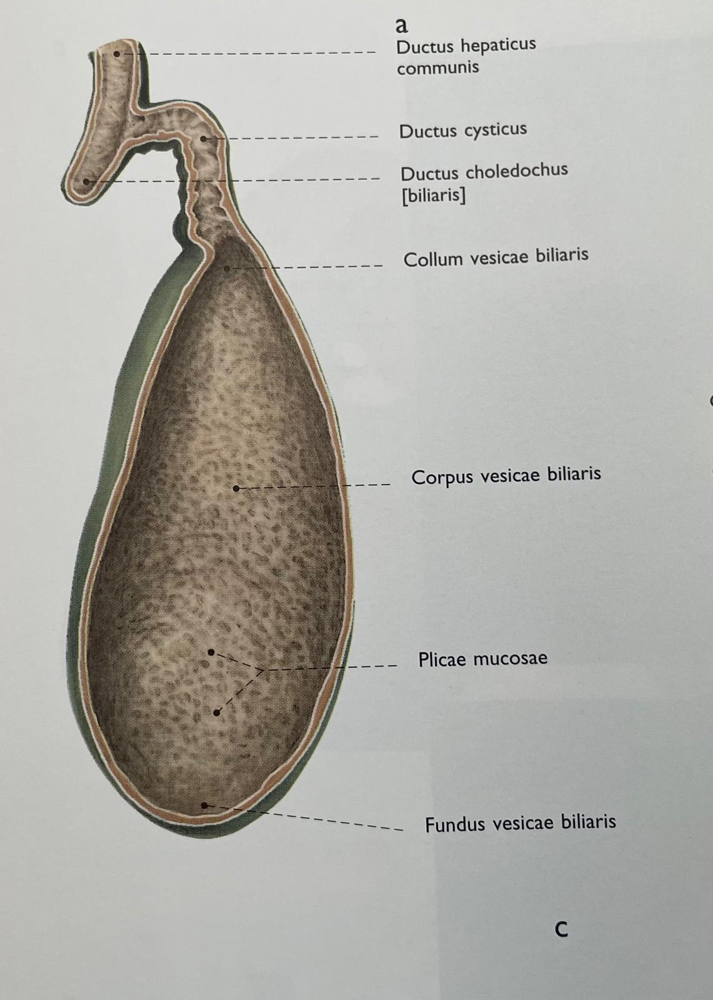 a
Ductus hepaticus
communis
Ductus cysticus
Ductus choledochus
[biliaris]
Collum vesicae biliaris
Corpus vesicae biliaris
Plicae mucosae
Fundus vesicae biliaris
C